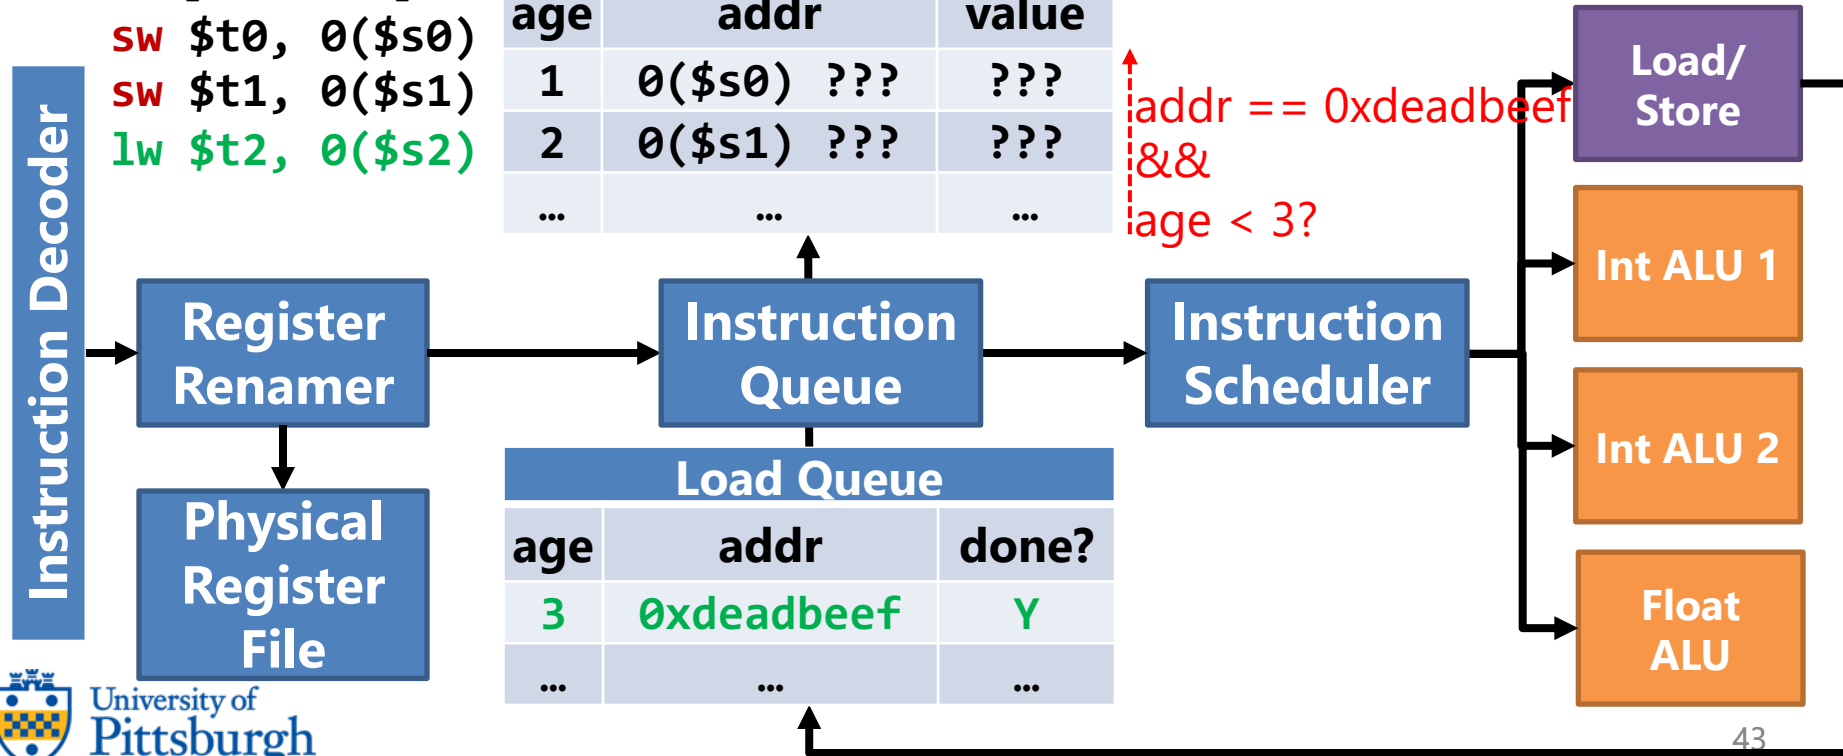 sw $t0, 0($s0)
sw $t1, 0($s1)
lw $t2, 0($s2)
age addr value
1 0($s0) ??? ???
2 0($s1) ??? ???
… … …
addr == 0xdeadbeef
&&
age < 3?
Instruction Decoder
Register
Renamer
Physical
Register
File
Instruction
Queue
Instruction
Scheduler
Load Queue
age addr done?
3 0xdeadbeef Y
… … …
Load/
Store
Int ALU 1
Int ALU 2
Float
ALU
University of
Pittsburgh
43